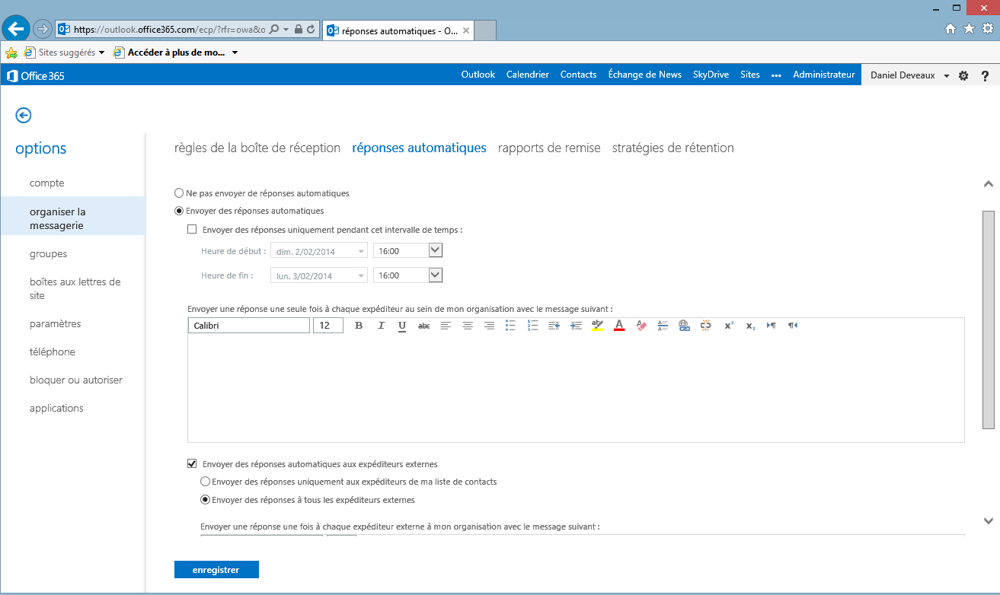 https://outlook.office365.com/ecp/?rfr=owa&o
réponses automatiques - O...
Sites suggérés
Accéder à plus de mo...
Office 365
Outlook Calendrier Contacts Échange de News SkyDrive Sites ••• Administrateur Daniel Deveaux ?
options
règles de la boîte de réception réponses automatiques rapports de remise stratégies de rétention
compte
organiser la
messagerie
groupes
boîtes aux lettres de
site
paramètres
téléphone
bloquer ou autoriser
applications
Ne pas envoyer de réponses automatiques
Envoyer des réponses automatiques
Envoyer des réponses uniquement pendant cet intervalle de temps :
Heure de début : dim. 2/02/2014 16:00
Heure de fin : lun. 3/02/2014 16:00
Envoyer une réponse une seule fois à chaque expéditeur au sein de mon organisation avec le message suivant :
Calibri 12 B I U abc
Envoyer des réponses automatiques aux expéditeurs externes
Envoyer des réponses uniquement aux expéditeurs de ma liste de contacts
Envoyer des réponses à tous les expéditeurs externes
Envoyer une réponse une fois à chaque expéditeur externe à mon organisation avec le message suivant :
enregistrer